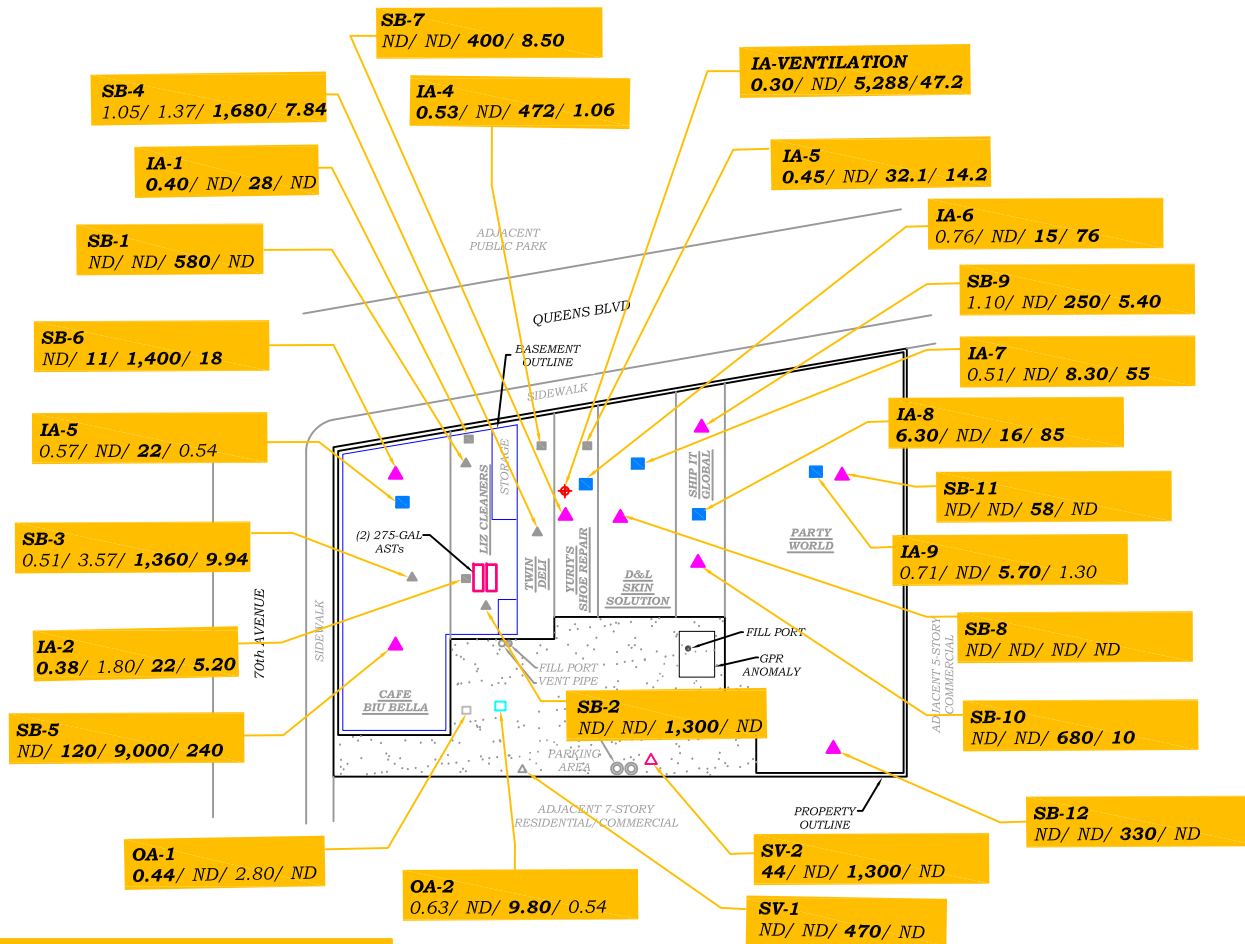 SB-7
ND/ ND/ 400/ 8.50
IA-VENTILATION
0.30/ ND/ 5,288/47.2
SB-4
1.05/ 1.37/ 1,680/ 7.84
IA-4
0.53/ ND/ 472/ 1.06
IA-1
0.40/ ND/ 28/ ND
IA-5
0.45/ ND/ 32.1/ 14.2
SB-1
ND/ ND/ 580/ ND
ADJACENT
PUBLIC PARK
IA-6
0.76/ ND/ 15/ 76
SB-9
1.10/ ND/ 250/ 5.40
QUEENS BLVD
SB-6
ND/ 11/ 1,400/ 18
BASEMENT
OUTLINE
IA-7
0.51/ ND/ 8.30/ 55
SIDEWALK
IA-5
0.57/ ND/ 22/ 0.54
IA-8
6.30/ ND/ 16/ 85
STORAGE
LIZ CLEANERS
SHIP IT
GLOBAL
SB-11
ND/ ND/ 58/ ND
SB-3
0.51/ 3.57/ 1,360/ 9.94
(2) 275-GAL
ASTs
PARTY
WORLD
IA-9
0.71/ ND/ 5.70/ 1.30
TWIN
DELI
YURIT'S
SHOE REPAIR
D&L
SKIN
SOLUTION
70th AVENUE
SIDEWALK
IA-2
0.38/ 1.80/ 22/ 5.20
SB-8
ND/ ND/ ND/ ND
FILL PORT
GPR
ANOMALY
FILL PORT
VENT PIPE
ADJACENT 5-STORY
COMMERCIAL
CAFE
BIU BELLA
SB-2
ND/ ND/ 1,300/ ND
SB-5
ND/ 120/ 9,000/ 240
SB-10
ND/ ND/ 680/ 10
PARKING
AREA
ADJACENT 7-STORY
RESIDENTIAL/COMMERCIAL
PROPERTY
OUTLINE
SB-12
ND/ ND/ 330/ ND
OA-1
0.44/ ND/ 2.80/ ND
SV-2
44/ ND/ 1,300/ ND
OA-2
0.63/ ND/ 9.80/ 0.54
SV-1
ND/ ND/ 470/ ND